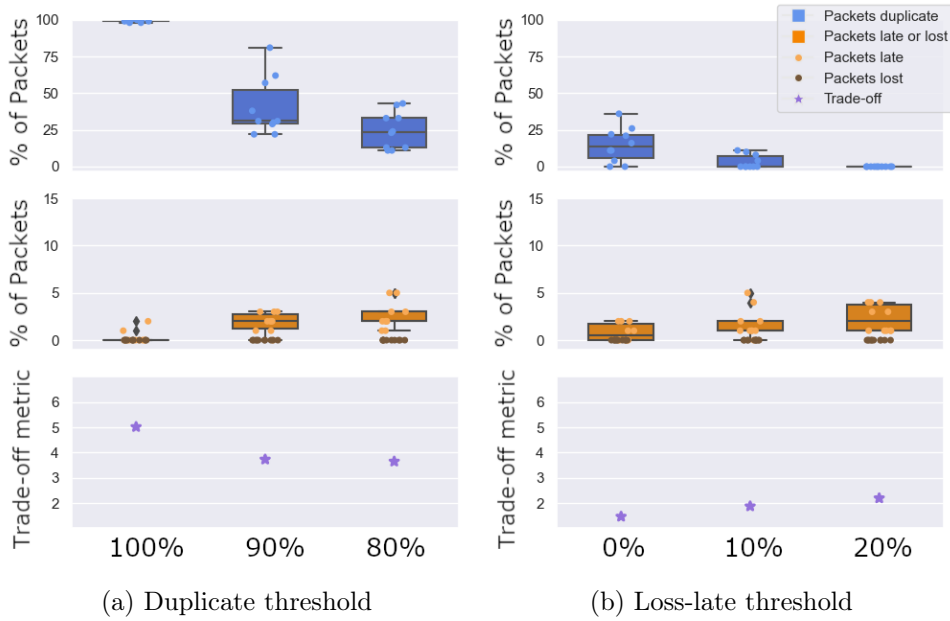 100
75
50
25
0
% of Packets
15
10
5
0
% of Packets
6
5
4
3
2
Trade-off metric
100% 90% 80%
(a) Duplicate threshold
100
75
50
25
0
% of Packets
Packets duplicate
Packets late or lost
Packets late
Packets lost
Trade-off
15
10
5
0
% of Packets
6
5
4
3
2
Trade-off metric
0% 10% 20%
(b) Loss-late threshold